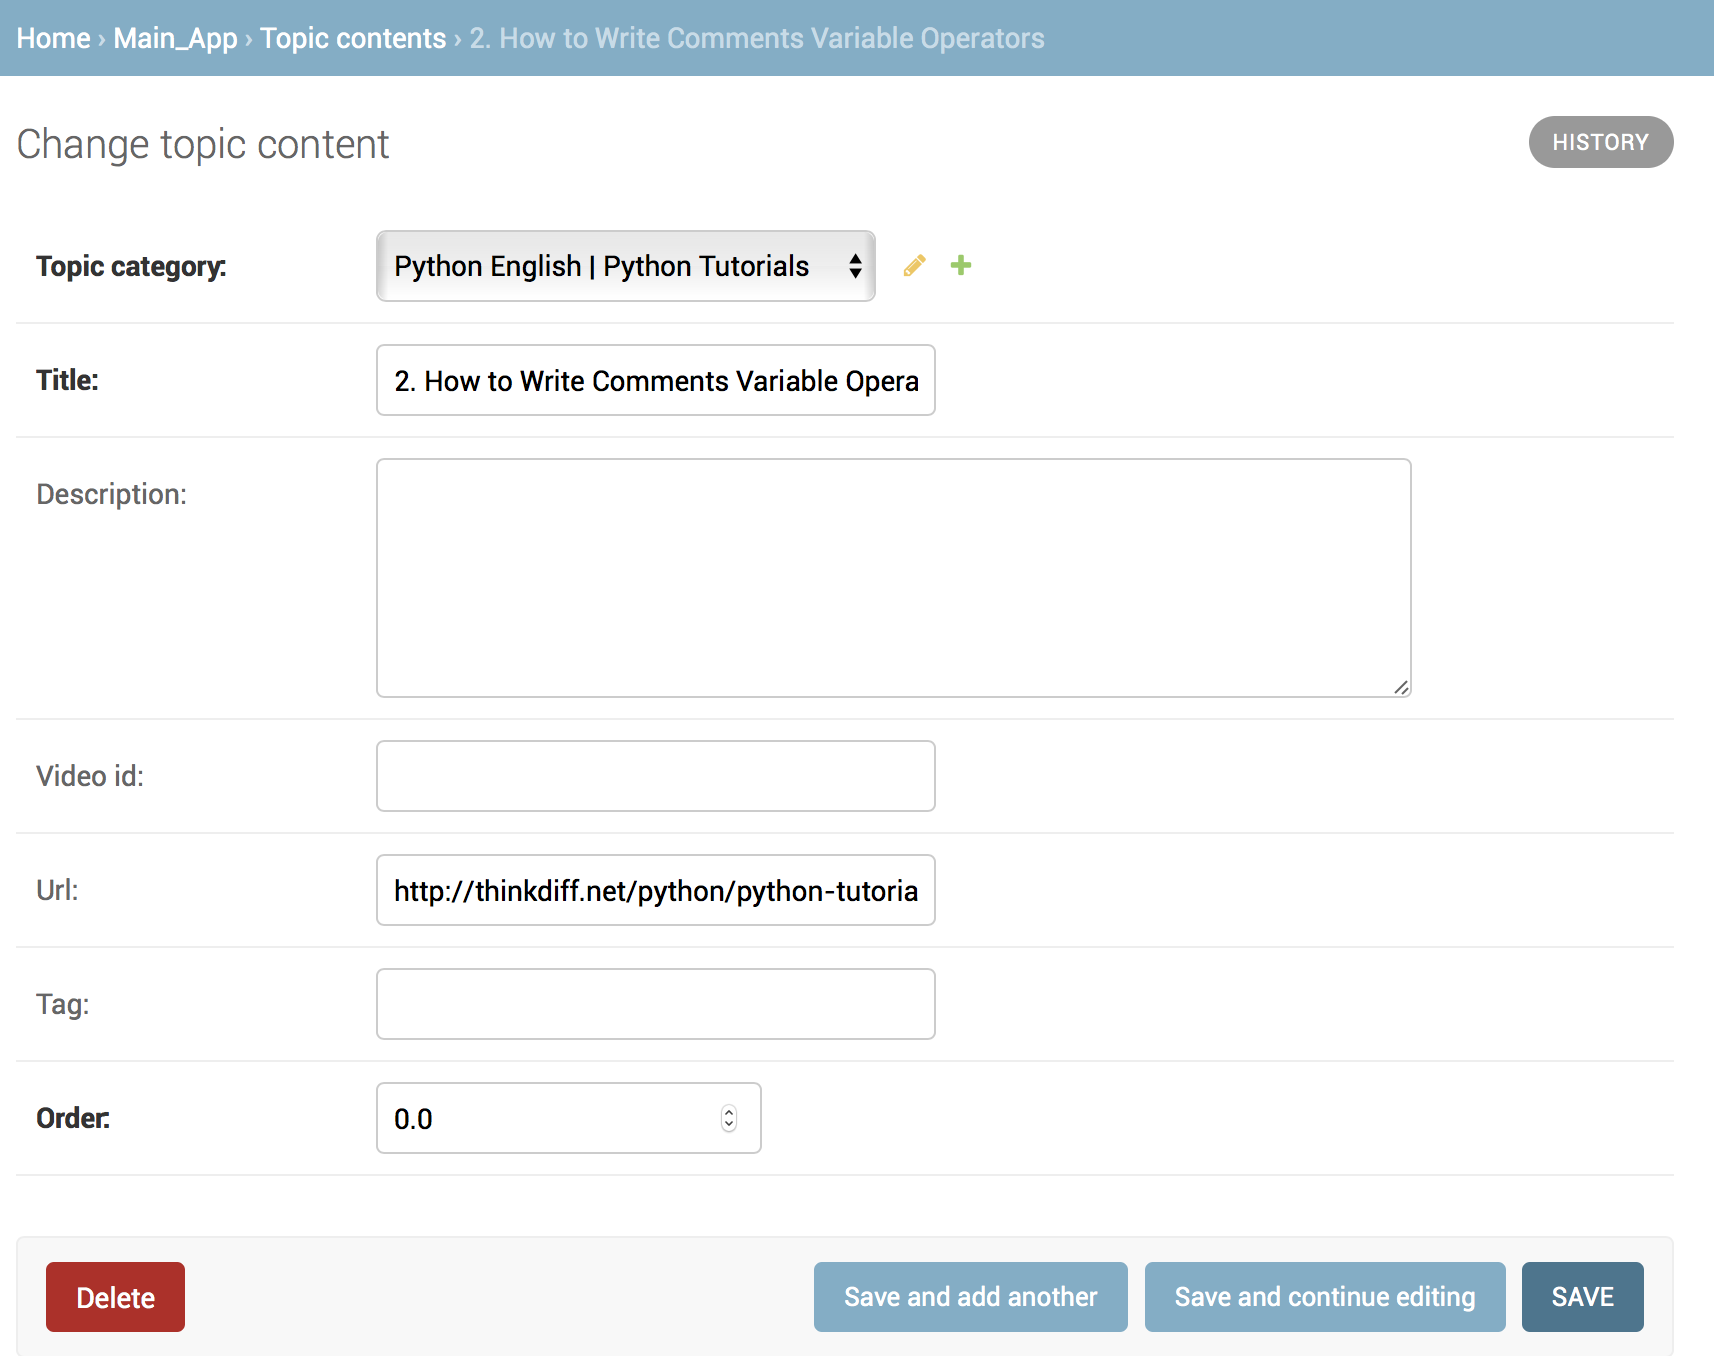 Home › Main_App › Topic contents › 2. How to Write Comments Variable Operators
Change topic content
HISTORY
Topic category: Python English | Python Tutorials
Title: 2. How to Write Comments Variable Opera
Description:
Video id:
Url: http://thinkdiff.net/python/python-tutoria
Tag:
Order: 0.0
Delete Save and add another Save and continue editing SAVE